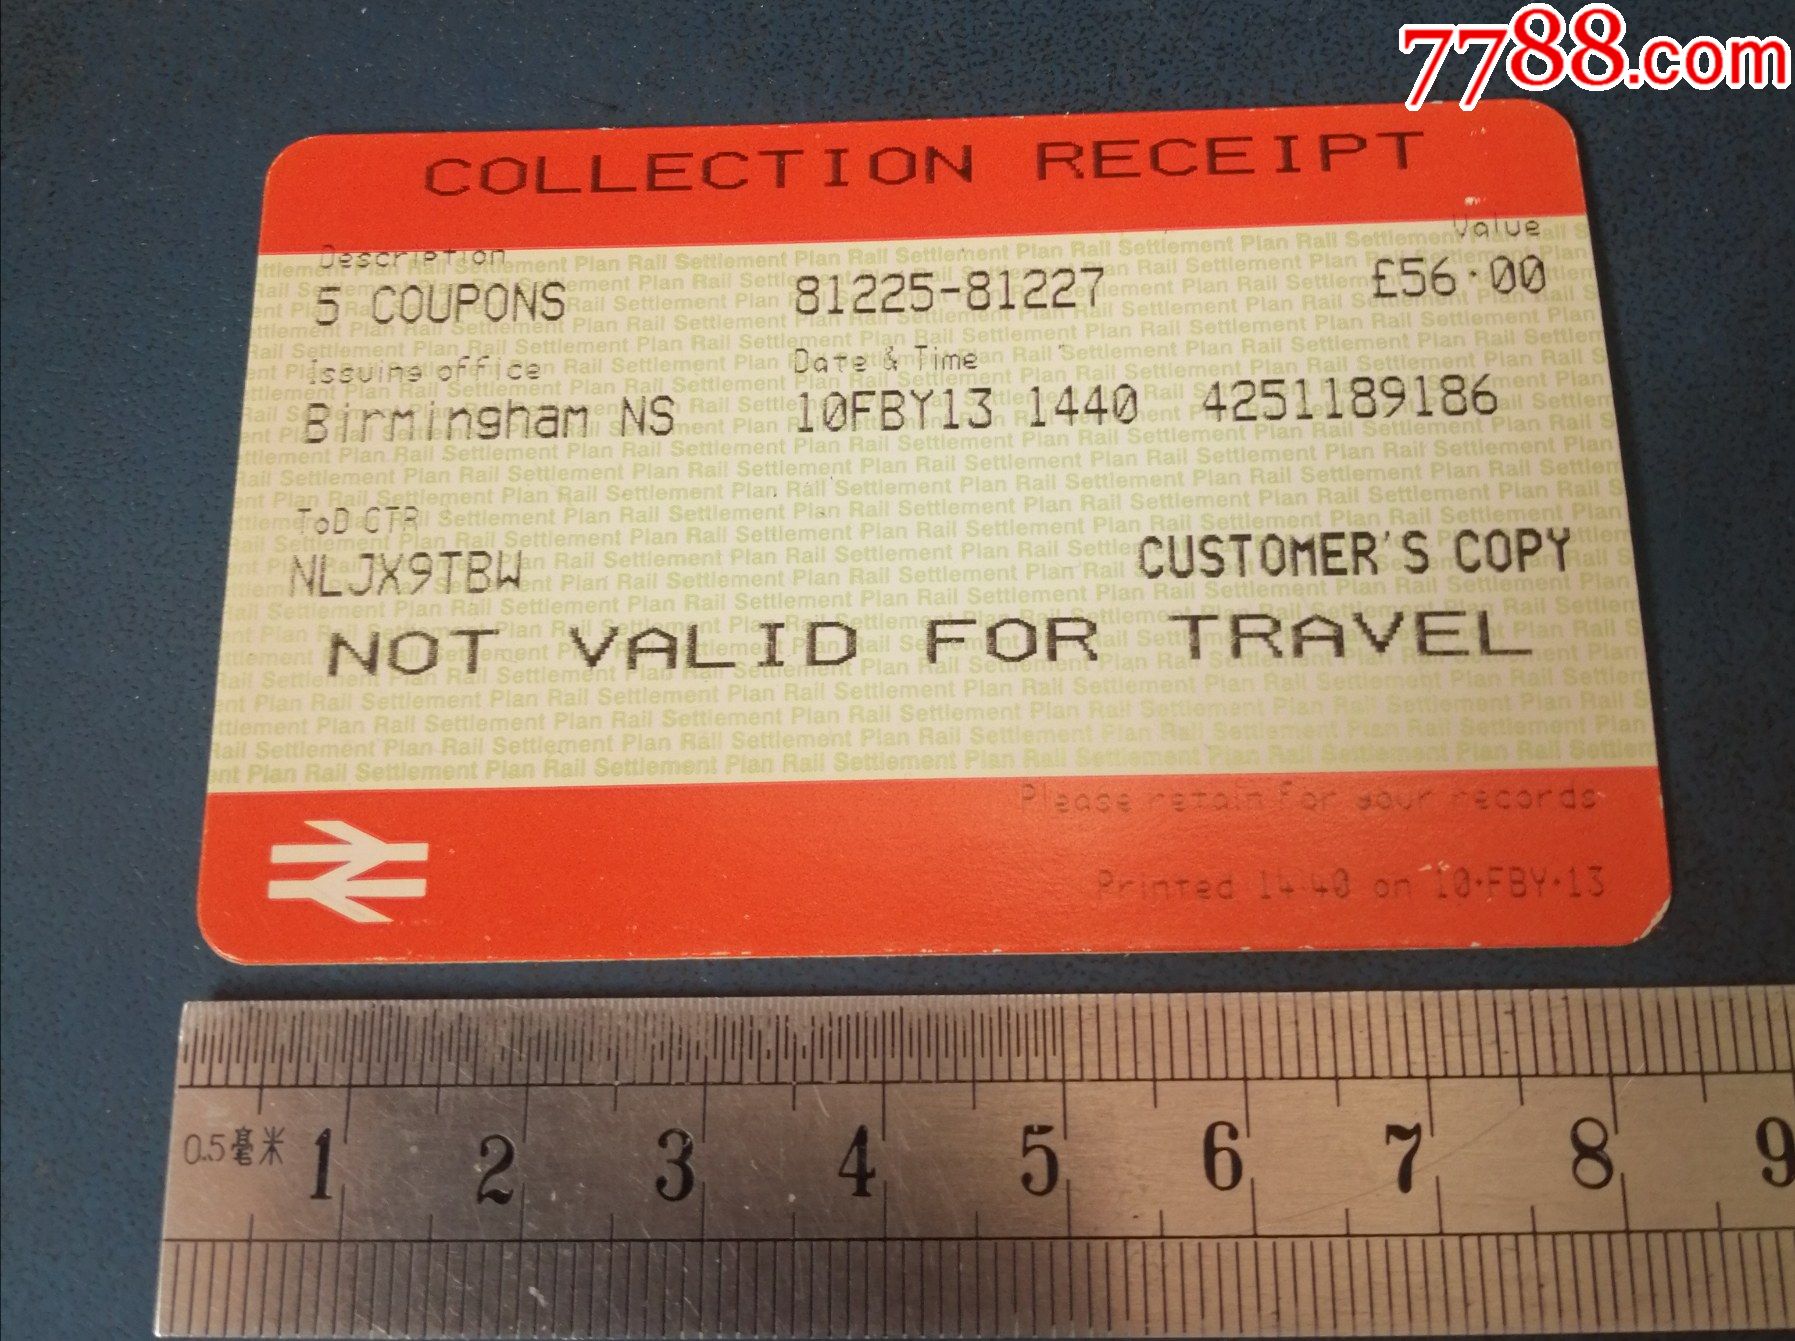 7788.com
COLLECTION RECEIPT
Description Value
5 COUPONS 81225-81227 £56·00
Issuing office Date & Time
Birmingham NS 10FBY13 1440 4251189186
ToD CTR
NLJX9TBW CUSTOMER'S COPY
NOT VALID FOR TRAVEL
Please retain for your records
Printed 1440 on 10·FBY·13
0.5毫米 1 2 3 4 5 6 7 8 9